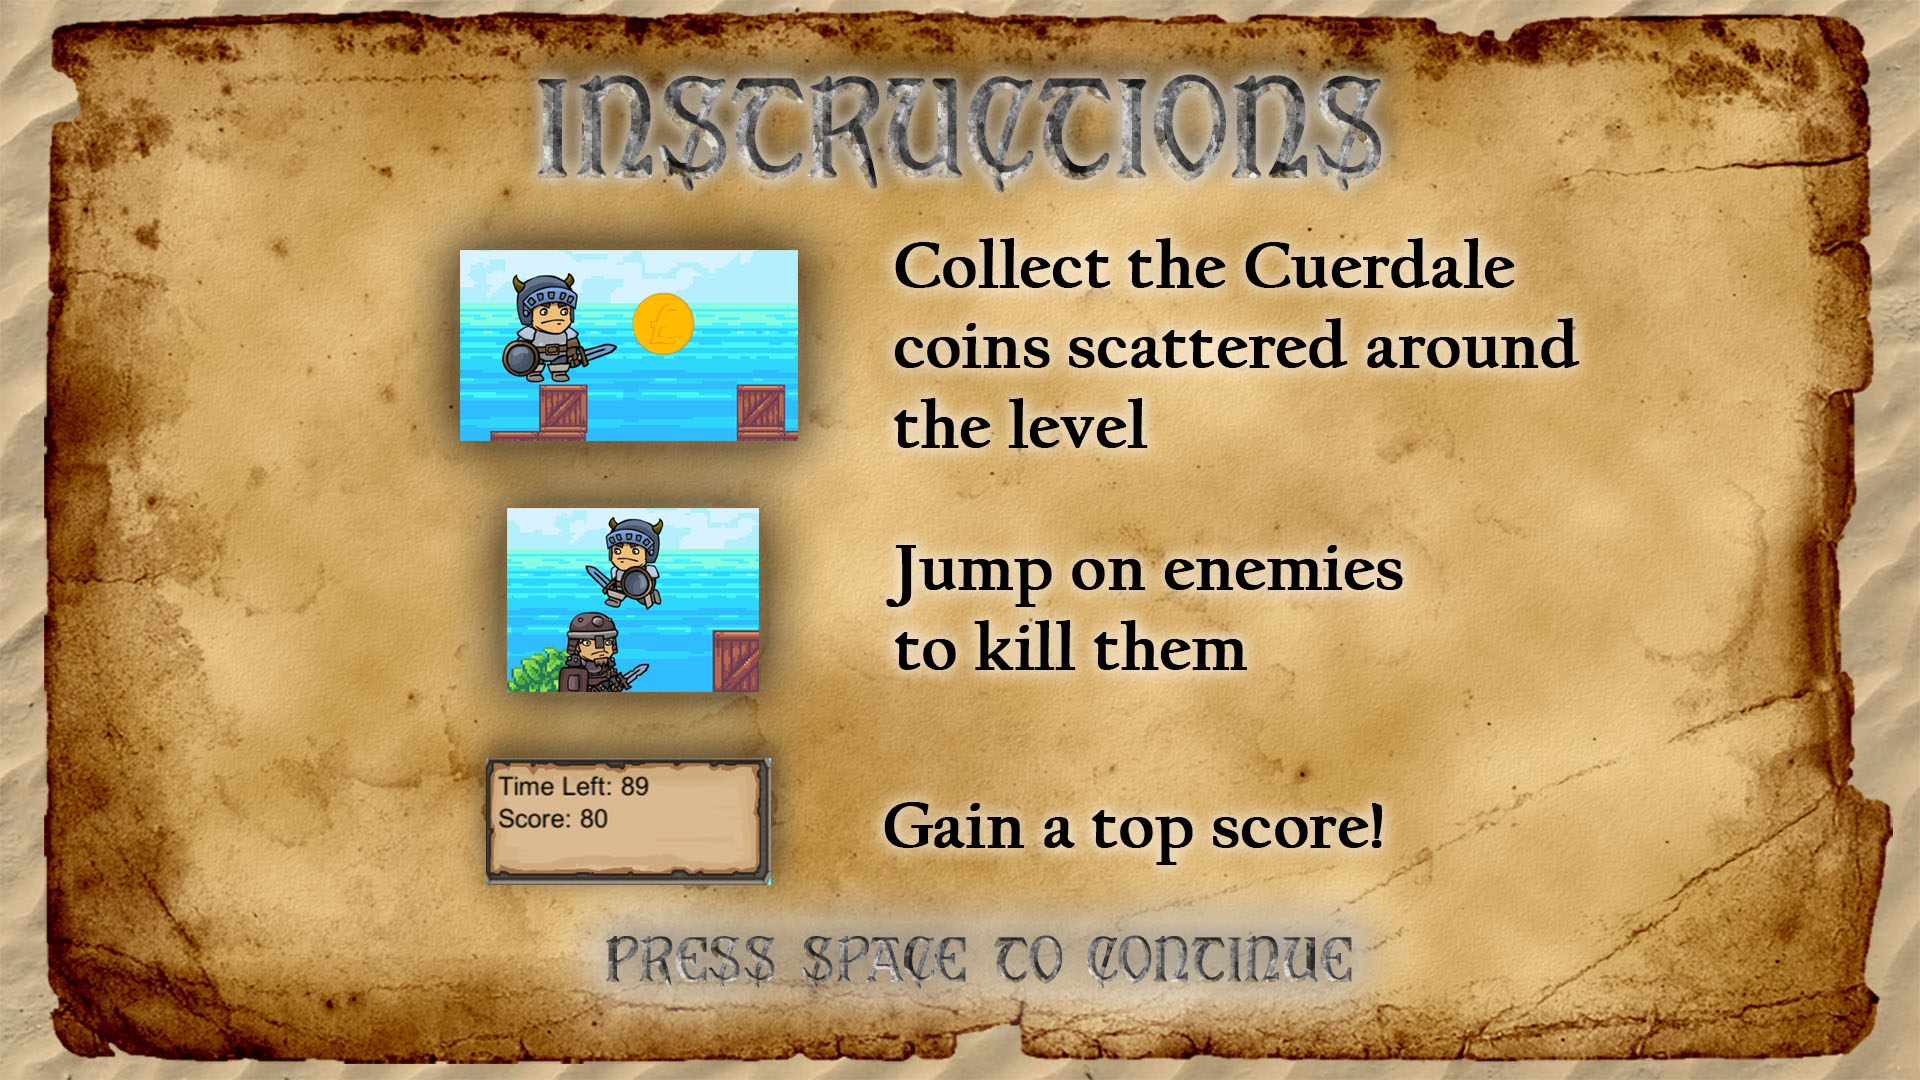 INSTRUCTIONS
Collect the Cuerdale
coins scattered around
the level
£
Jump on enemies
to kill them
Time Left: 89
Score: 80
Gain a top score!
PRESS SPACE TO CONTINUE